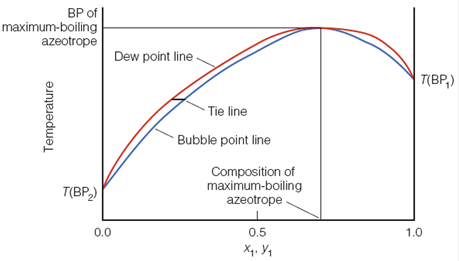 BP of
maximum-boiling
azeotrope
Dew point line
T(BP₁)
Tie line
Bubble point line
Temperature
Composition of
maximum-boiling
azeotrope
T(BP₂)
0.0
0.5
1.0
x₁, y₁